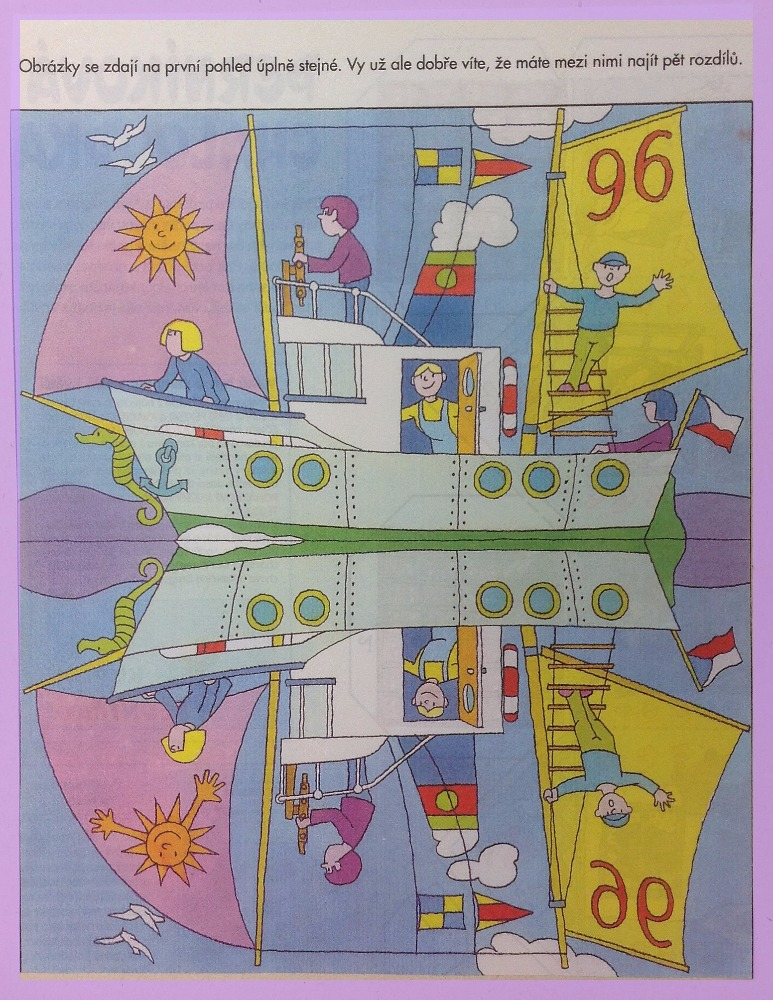 Obrázky se zdají na první pohled úplně stejné. Vy už ale dobře víte, že máte mezi nimi najít pět rozdílů.
96
96